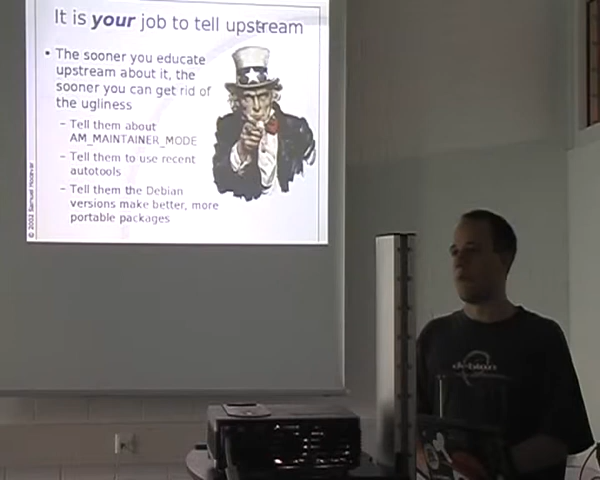 It is your job to tell upstream
• The sooner you educate
upstream about it, the
sooner you can get rid of
the ugliness
– Tell them about
AM_MAINTAINER_MODE
– Tell them to use recent
autotools
– Tell them the Debian
versions make better, more
portable packages
© 2002 Samuel Hocevar
debian